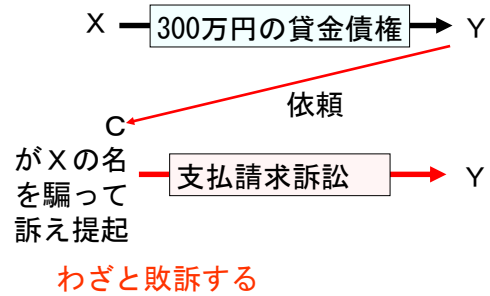 X 300万円の貸金債権 Y
依頼
C
がXの名
を騙って
訴え提起
支払請求訴訟 Y
わざと敗訴する